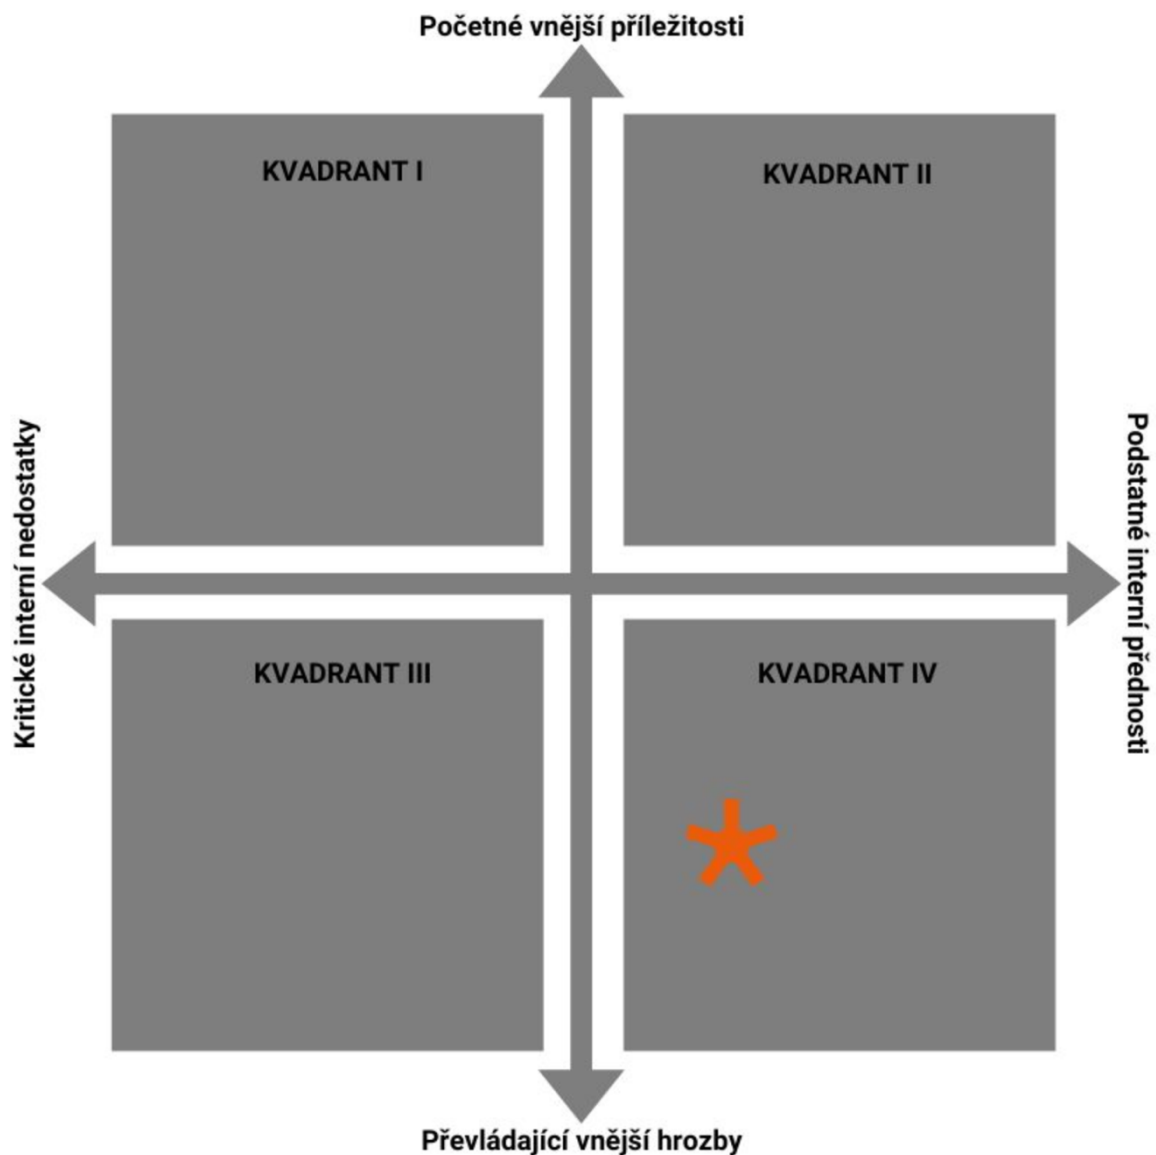 Početné vnější příležitosti
KVADRANT I
KVADRANT II
Kritické interní nedostatky
Podstatné interní přednosti
KVADRANT III
KVADRANT IV
Převládající vnější hrozby